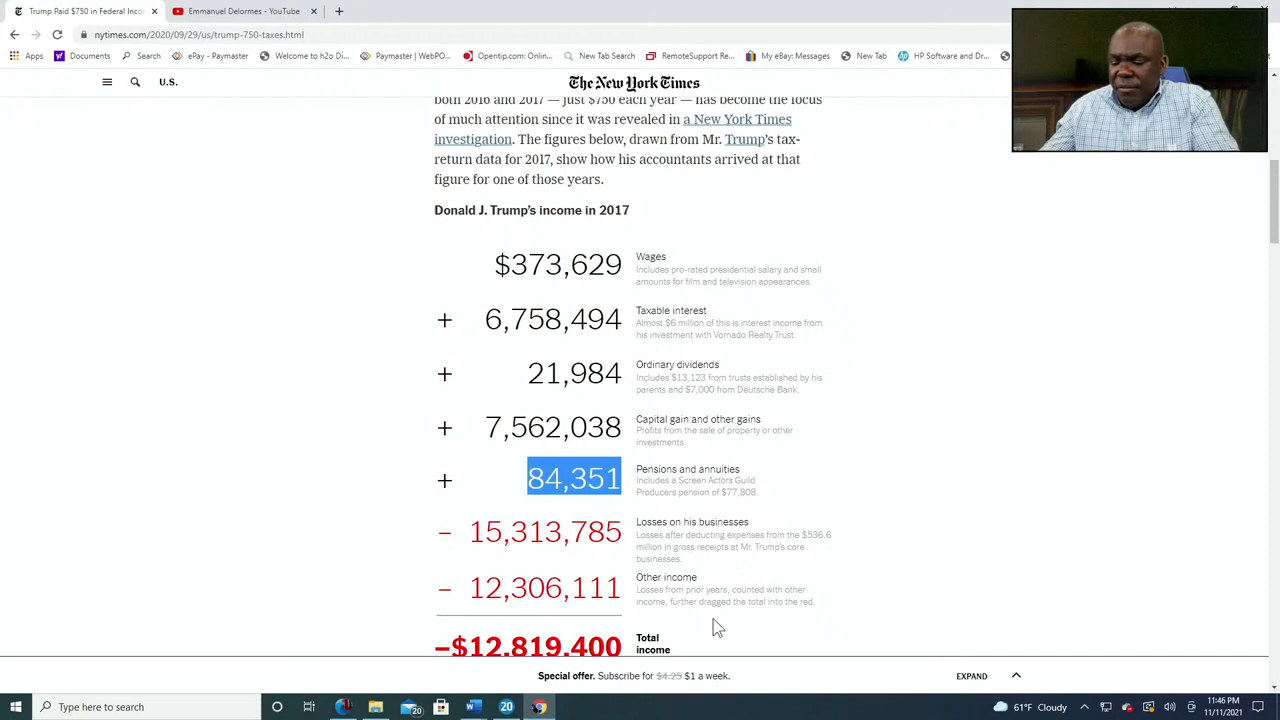 Trump Paid $750 in Federal Inco
Emmanuel Delormes - YouTube
nytimes.com/2020/09/29/us/trump-750-taxes.html
Apps
Documents
Search
ePay - Paymaster
Welcome to h2o Di...
Paymaster | WebPO...
Opentip.com: Onlin...
New Tab Search
RemoteSupport Re...
My eBay: Messages
New Tab
HP Software and Dr...
U.S.
The New York Times
both 2016 and 2017 — just $750 each year — has become the focus
of much attention since it was revealed in a New York Times
investigation. The figures below, drawn from Mr. Trump's tax-
return data for 2017, show how his accountants arrived at that
figure for one of those years.
Donald J. Trump's income in 2017
$373,629
Wages
Includes pro-rated presidential salary and small
amounts for film and television appearances.
+ 6,758,494
Taxable interest
Almost $6 million of this is interest income from
his investment with Vornado Realty Trust.
+ 21,984
Ordinary dividends
Includes $13,123 from trusts established by his
parents and $7,000 from Deutsche Bank.
+ 7,562,038
Capital gain and other gains
Profits from the sale of property or other
investments.
+ 84,351
Pensions and annuities
Includes a Screen Actors Guild
Producers pension of $77,808.
− 15,313,785
Losses on his businesses
Losses after deducting expenses from the $536.6
million in gross receipts at Mr. Trump's core
businesses.
− 12,306,111
Other income
Losses from prior years, counted with other
income, further dragged the total into the red.
−$12,819,400
Total
income
Special offer. Subscribe for $4.25 $1 a week.
EXPAND
Type here to search
20
20
61°F Cloudy
11:46 PM
11/11/2021